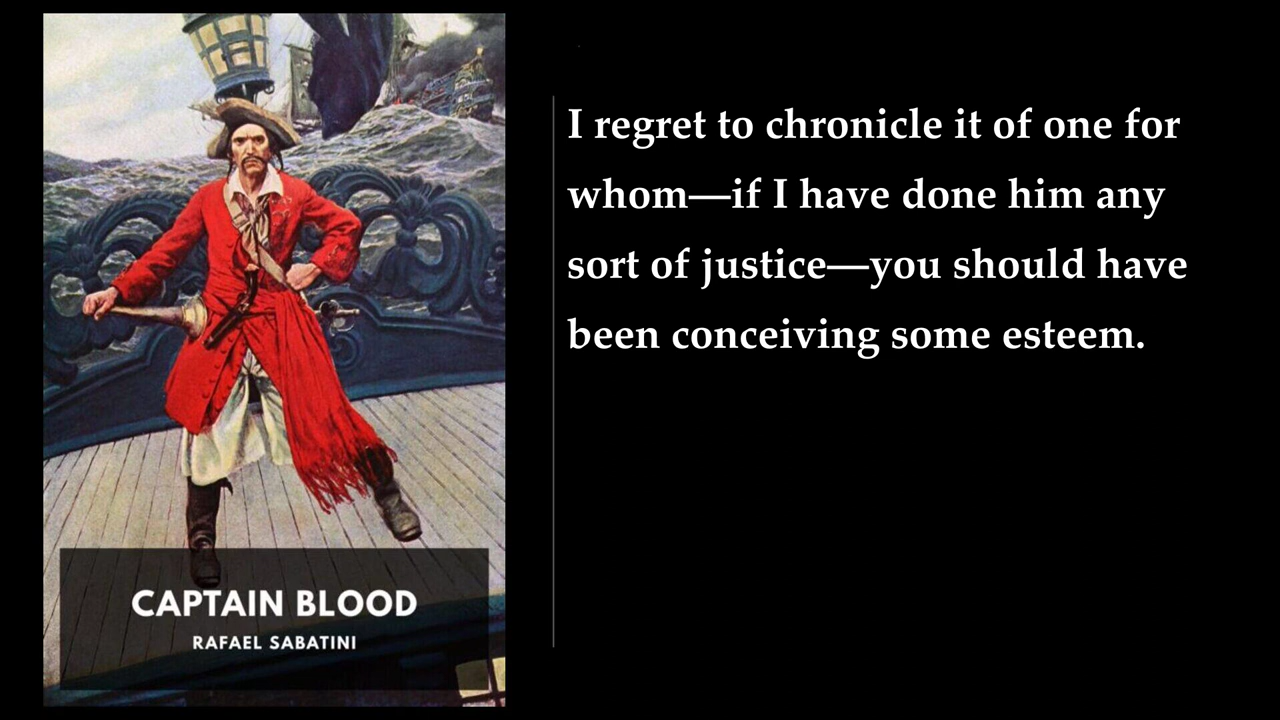 I regret to chronicle it of one for
whom—if I have done him any
sort of justice—you should have
been conceiving some esteem.
CAPTAIN BLOOD
RAFAEL SABATINI